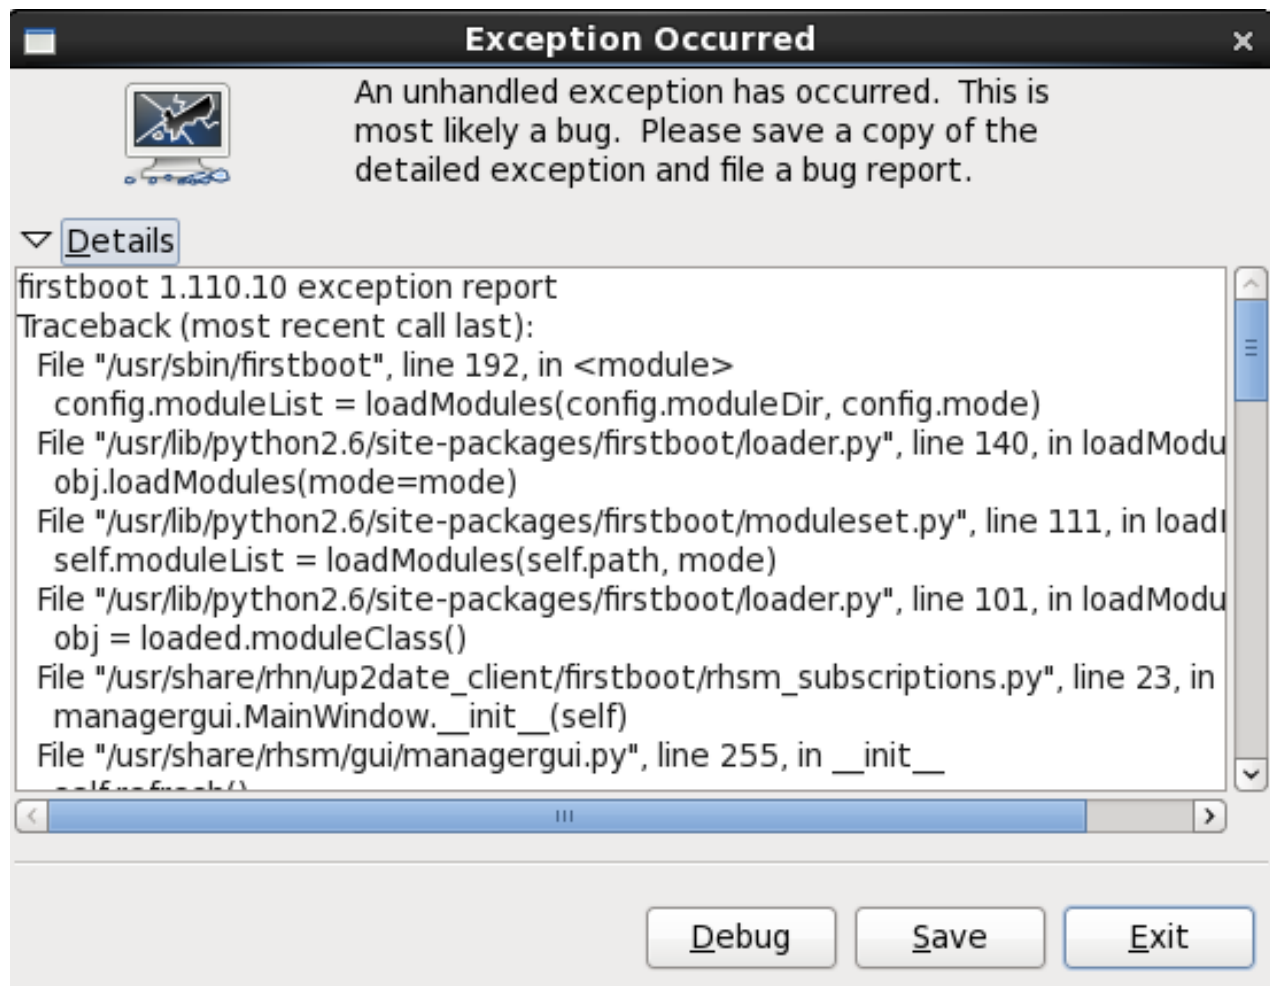 Exception Occurred
An unhandled exception has occurred.  This is
most likely a bug.  Please save a copy of the
detailed exception and file a bug report.
Details
firstboot 1.110.10 exception report
Traceback (most recent call last):
File "/usr/sbin/firstboot", line 192, in <module>
config.moduleList = loadModules(config.moduleDir, config.mode)
File "/usr/lib/python2.6/site-packages/firstboot/loader.py", line 140, in loadModu
obj.loadModules(mode=mode)
File "/usr/lib/python2.6/site-packages/firstboot/moduleset.py", line 111, in load
self.moduleList = loadModules(self.path, mode)
File "/usr/lib/python2.6/site-packages/firstboot/loader.py", line 101, in loadModu
obj = loaded.moduleClass()
File "/usr/share/rhn/up2date_client/firstboot/rhsm_subscriptions.py", line 23, in
managergui.MainWindow.__init__(self)
File "/usr/share/rhsm/gui/managergui.py", line 255, in __init__
self.refresh()
Debug
Save
Exit